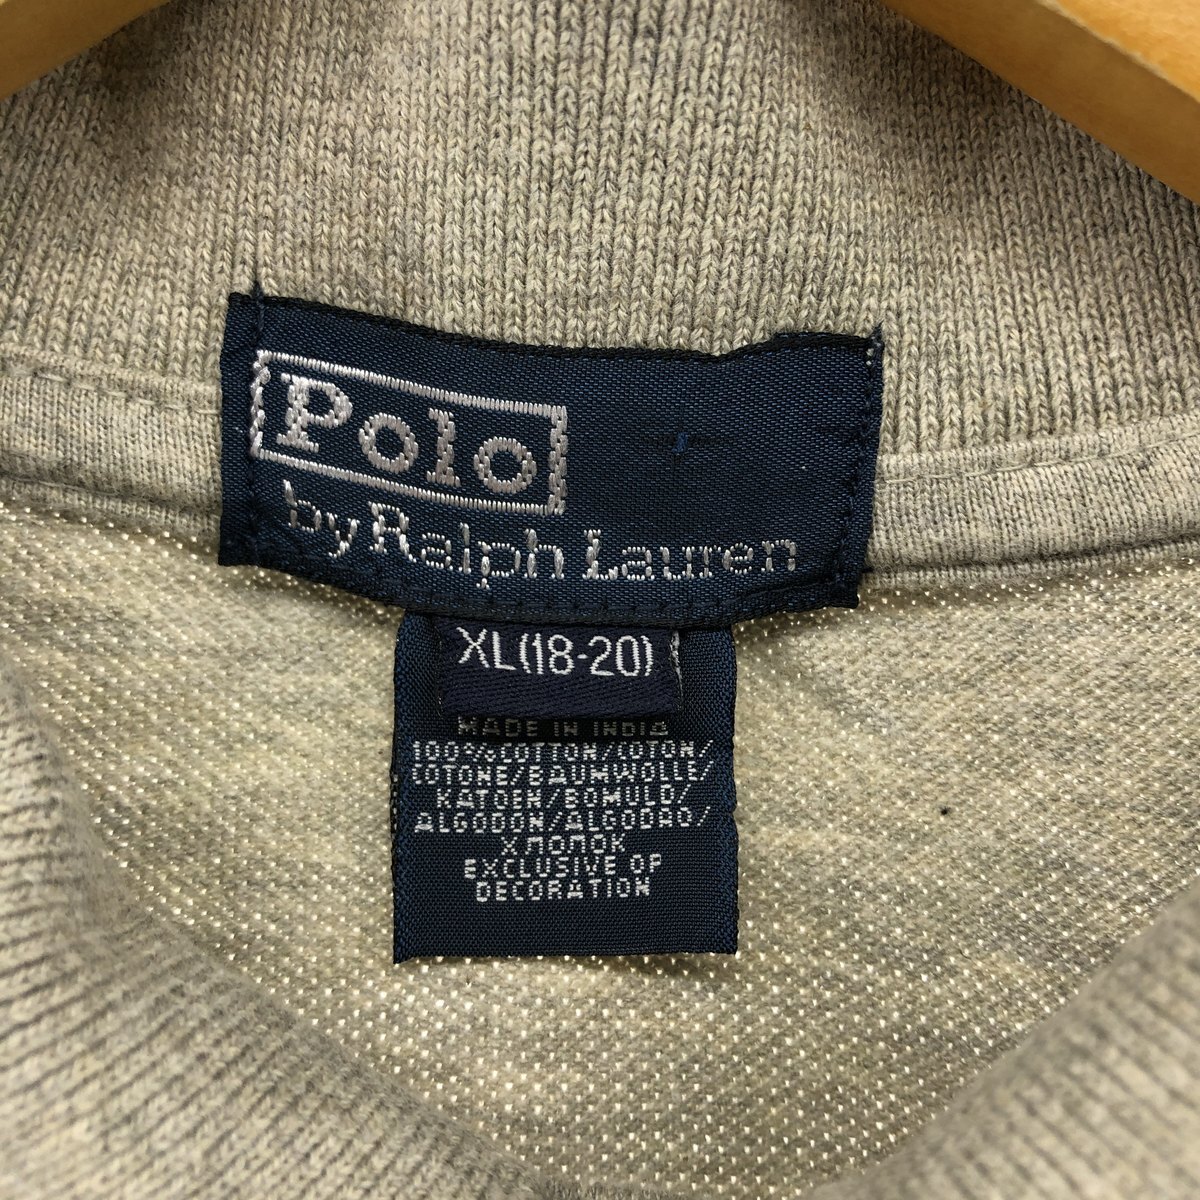 Polo
by Ralph Lauren
XL(18-20)
MADE IN INDIA
100%COTTON/COTON/
COTONE/BAUMWOLLE/
KATOEN/BOMULD/
ALGODON/ALGODAO/
ХЛОПОК
EXCLUSIVE OF
DECORATION